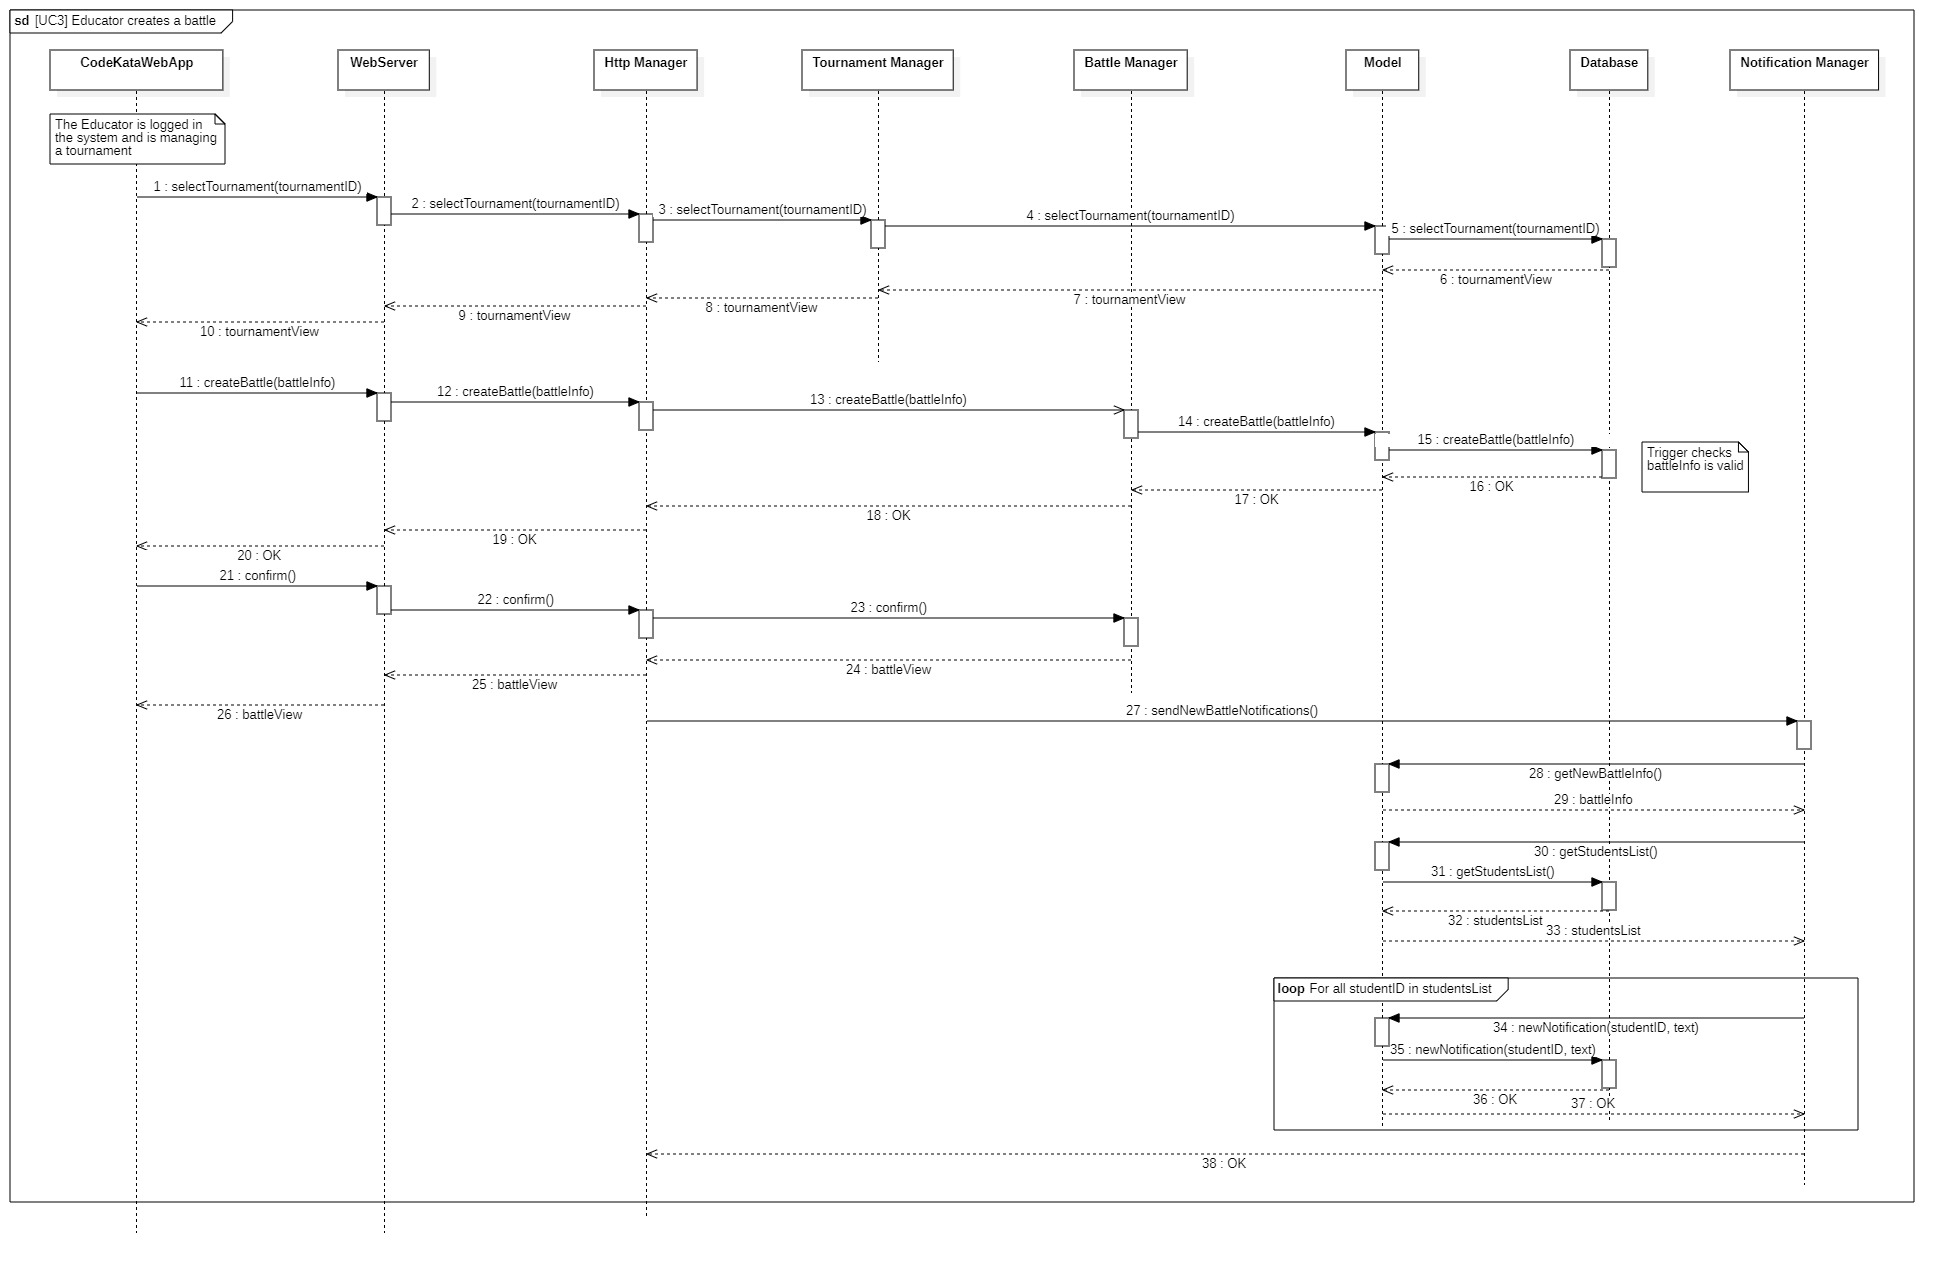 sd [UC3] Educator creates a battle
CodeKataWebApp
WebServer
Http Manager
Tournament Manager
Battle Manager
Model
Database
Notification Manager
The Educator is logged in
the system and is managing
a tournament
1 : selectTournament(tournamentID)
2 : selectTournament(tournamentID)
3 : selectTournament(tournamentID)
4 : selectTournament(tournamentID)
5 : selectTournament(tournamentID)
6 : tournamentView
7 : tournamentView
8 : tournamentView
9 : tournamentView
10 : tournamentView
11 : createBattle(battleInfo)
12 : createBattle(battleInfo)
13 : createBattle(battleInfo)
14 : createBattle(battleInfo)
15 : createBattle(battleInfo)
Trigger checks
battleInfo is valid
16 : OK
17 : OK
18 : OK
19 : OK
20 : OK
21 : confirm()
22 : confirm()
23 : confirm()
24 : battleView
25 : battleView
26 : battleView
27 : sendNewBattleNotifications()
28 : getNewBattleInfo()
29 : battleInfo
30 : getStudentsList()
31 : getStudentsList()
32 : studentsList
33 : studentsList
loop For all studentID in studentsList
34 : newNotification(studentID, text)
35 : newNotification(studentID, text)
36 : OK
37 : OK
38 : OK